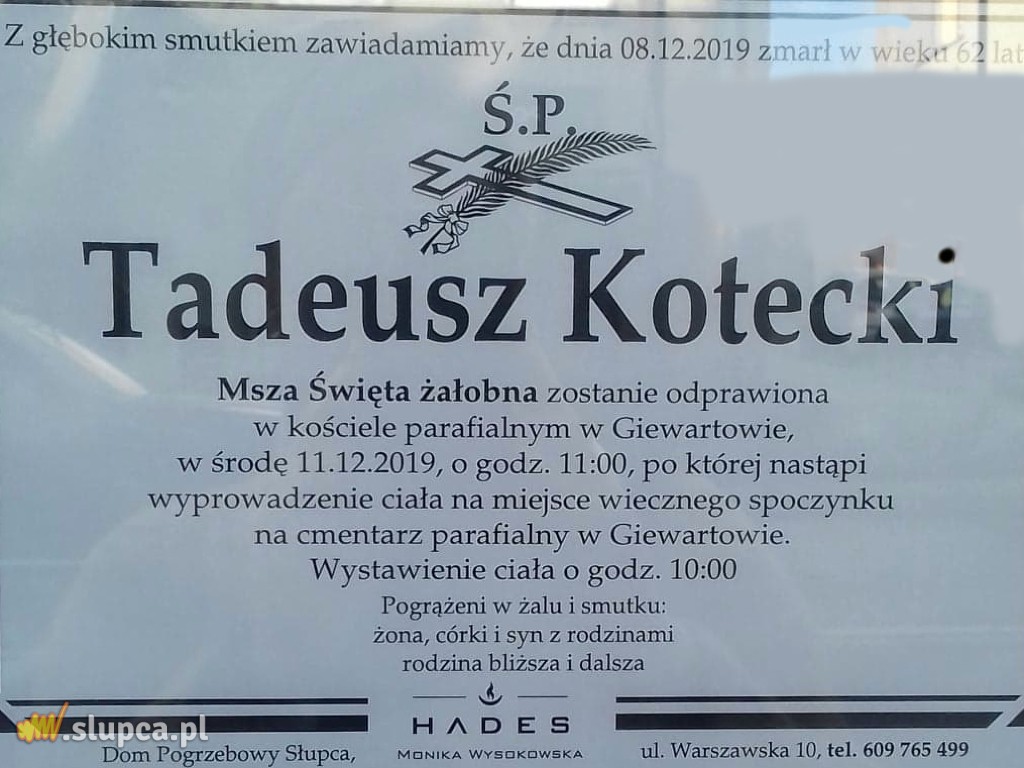 Z głębokim smutkiem zawiadamiamy, że dnia 08.12.2019 zmarł w wieku 62 lat
Ś.P.
Tadeusz Kotecki
Msza Święta żałobna zostanie odprawiona
w kościele parafialnym w Giewartowie,
w środę 11.12.2019, o godz. 11:00, po której nastąpi
wyprowadzenie ciała na miejsce wiecznego spoczynku
na cmentarz parafialny w Giewartowie.
Wystawienie ciała o godz. 10:00
Pogrążeni w żalu i smutku:
żona, córki i syn z rodzinami
rodzina bliższa i dalsza
HADES
MONIKA WYSOKOWSKA
.slupca.pl
Dom Pogrzebowy Słupca,
ul. Warszawska 10, tel. 609 765 499